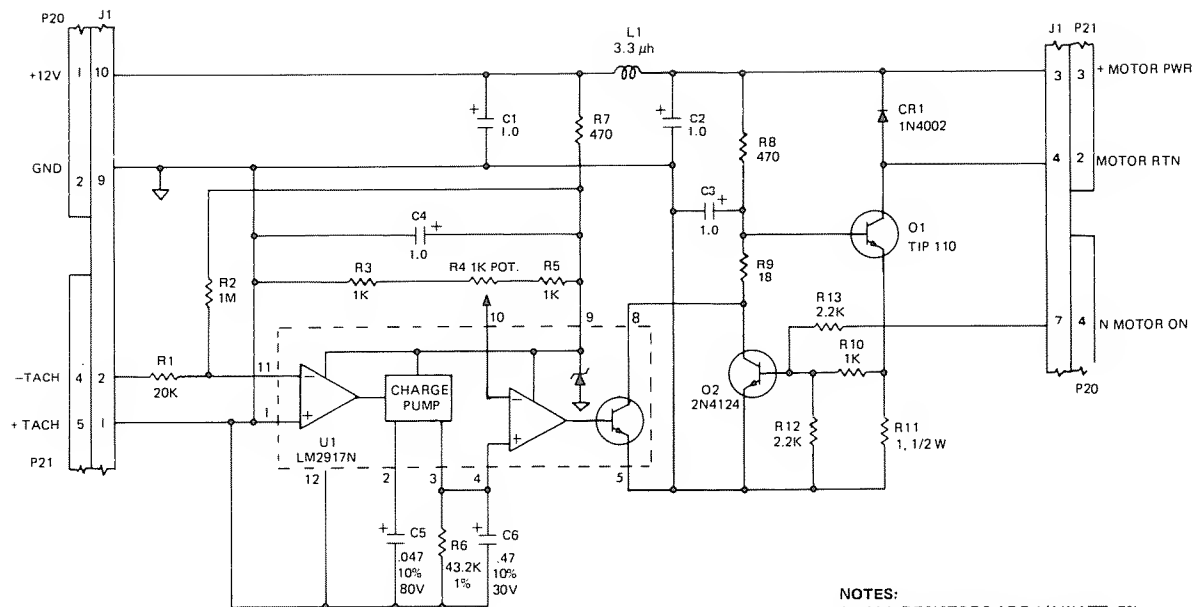 P20 J1
+12V 1 10
GND 2 9
-TACH 4 2
+ TACH 5 1
P21
L1
3.3 µh
C1
1.0
R7
470
C2
1.0
R8
470
C3
1.0
CR1
1N4002
J1 P21
3 3 + MOTOR PWR
4 2 MOTOR RTN
7 4 N MOTOR ON
P20
Q1
TIP 110
C4
1.0
R2
1M
R3
1K
R4 1K POT.
R5
1K
R9
18
R13
2.2K
R10
1K
R1
20K
10 9 8
11
1
CHARGE
PUMP
U1
LM2917N
12 2 3 4 5
Q2
2N4124
R12
2.2K
R11
1, 1/2 W
C5
.047
10%
80V
R6
43.2K
1%
C6
.47
10%
30V
NOTES: